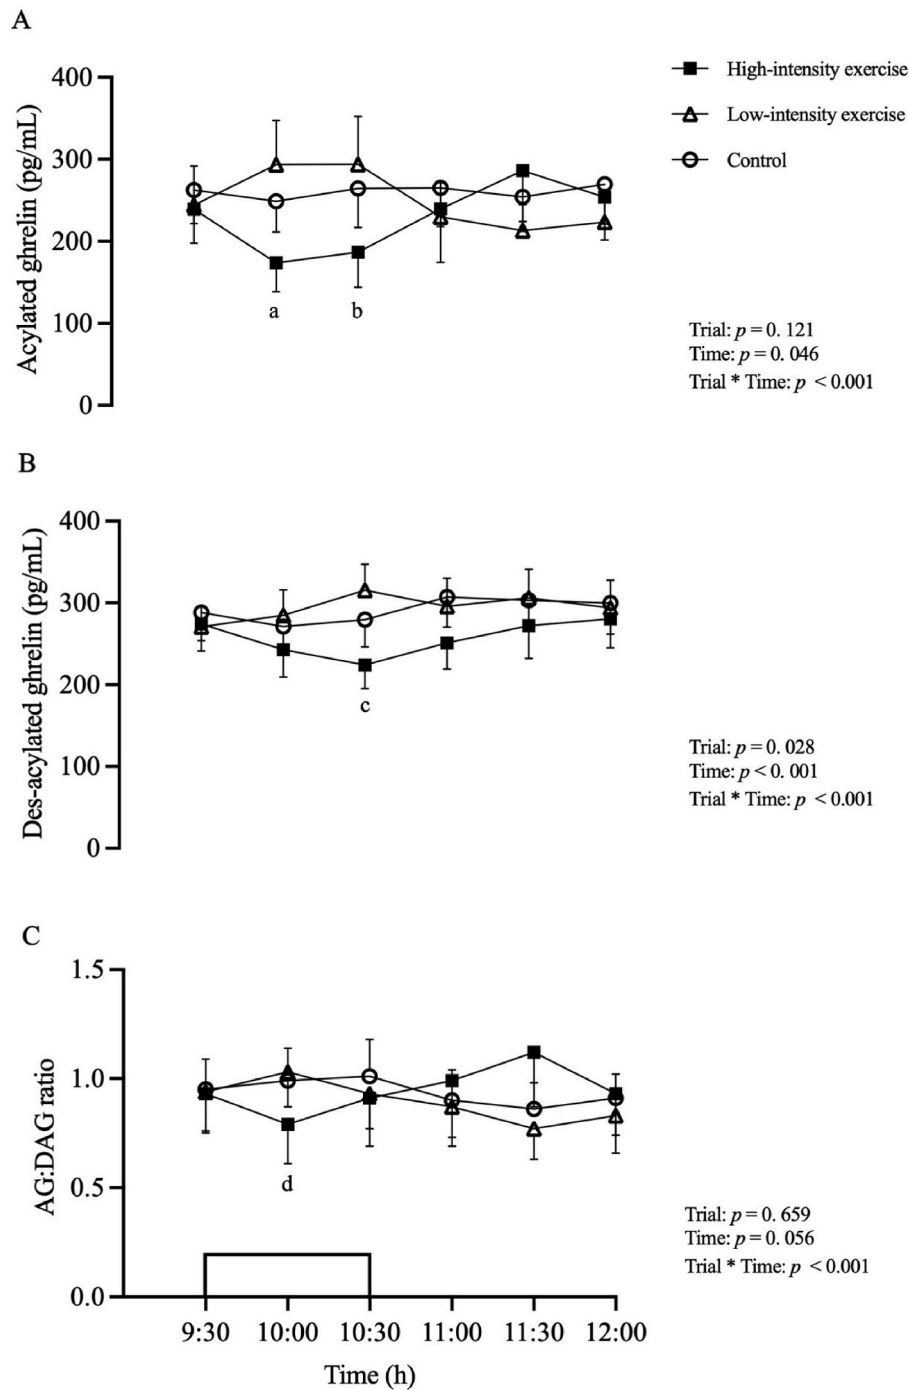 A
400
300
200
100
0
Acylated ghrelin (pg/mL)
a
b
High-intensity exercise
Low-intensity exercise
Control
Trial: p = 0. 121
Time: p = 0. 046
Trial * Time: p < 0.001
B
400
300
200
100
0
Des-acylated ghrelin (pg/mL)
c
Trial: p = 0. 028
Time: p < 0. 001
Trial * Time: p < 0.001
C
1.5
1.0
0.5
0.0
AG:DAG ratio
d
Trial: p = 0. 659
Time: p = 0. 056
Trial * Time: p < 0.001
9:30 10:00 10:30 11:00 11:30 12:00
Time (h)